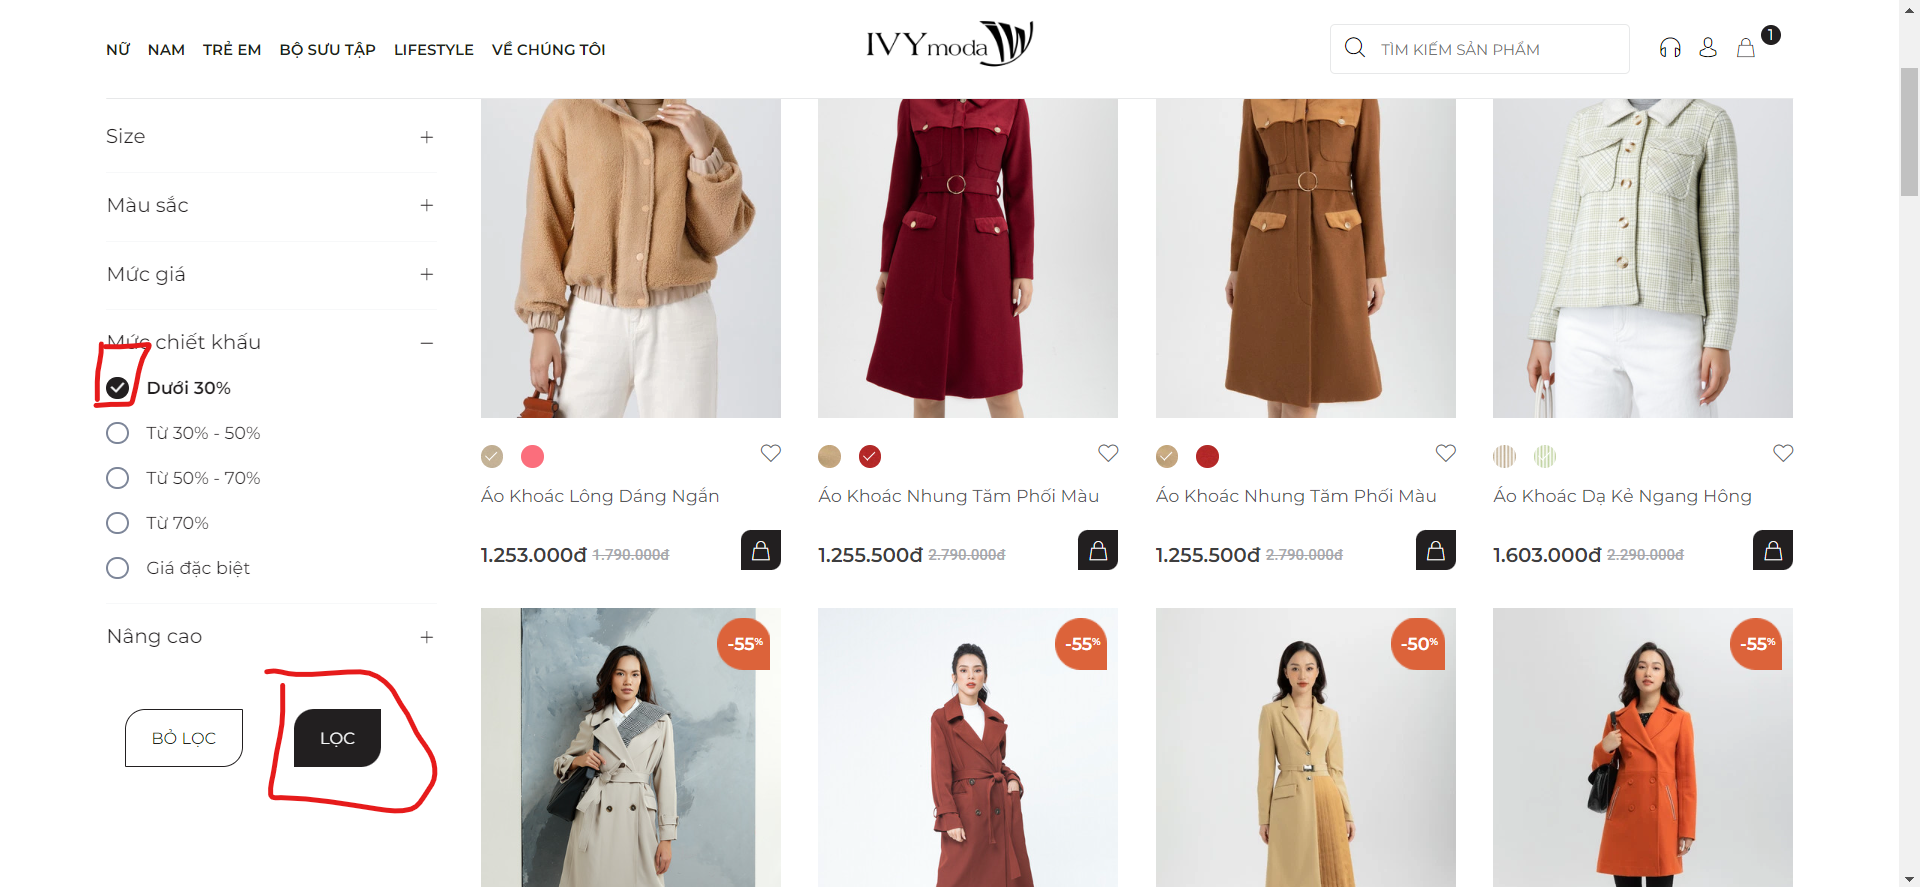 NỮ NAM TRẺ EM BỘ SƯU TẬP LIFESTYLE VỀ CHÚNG TÔI
IVY moda
TÌM KIẾM SẢN PHẨM
1
Size
Màu sắc
Mức giá
Mức chiết khấu
Dưới 30%
Từ 30% - 50%
Từ 50% - 70%
Từ 70%
Giá đặc biệt
Nâng cao
BỎ LỌC
LỌC
Áo Khoác Lông Dáng Ngắn
1.253.000đ 1.790.000đ
Áo Khoác Nhung Tăm Phối Màu
1.255.500đ 2.790.000đ
Áo Khoác Nhung Tăm Phối Màu
1.255.500đ 2.790.000đ
Áo Khoác Dạ Kẻ Ngang Hông
1.603.000đ 2.290.000đ
-55%
-55%
-50%
-55%